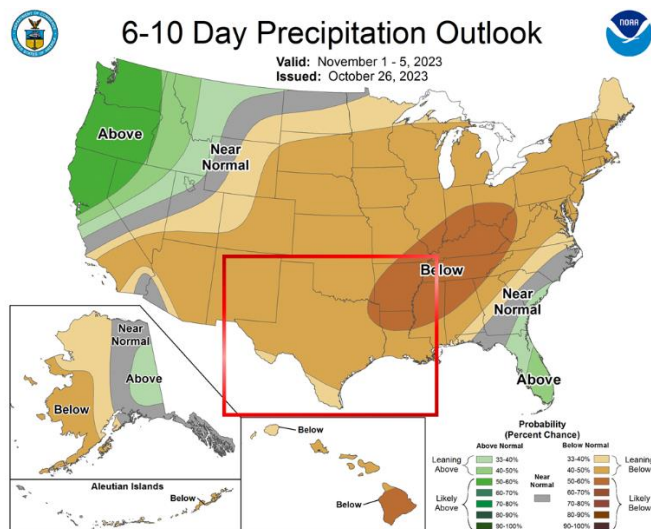 6-10 Day Precipitation Outlook
NOAA
Valid: November 1 - 5, 2023
Issued: October 26, 2023
Above
Near
Normal
Below
Near
Normal
Above
Near
Normal
Above
Below
Aleutian Islands
Below
Below
Below
Probability
(Percent Chance)
Above Normal
Below Normal
Leaning
Above
33-40%
40-50%
Likely
Above
50-60%
60-70%
70-80%
80-90%
90-100%
Near
Normal
33-40%
40-50%
Leaning
Below
50-60%
60-70%
70-80%
80-90%
90-100%
Likely
Below